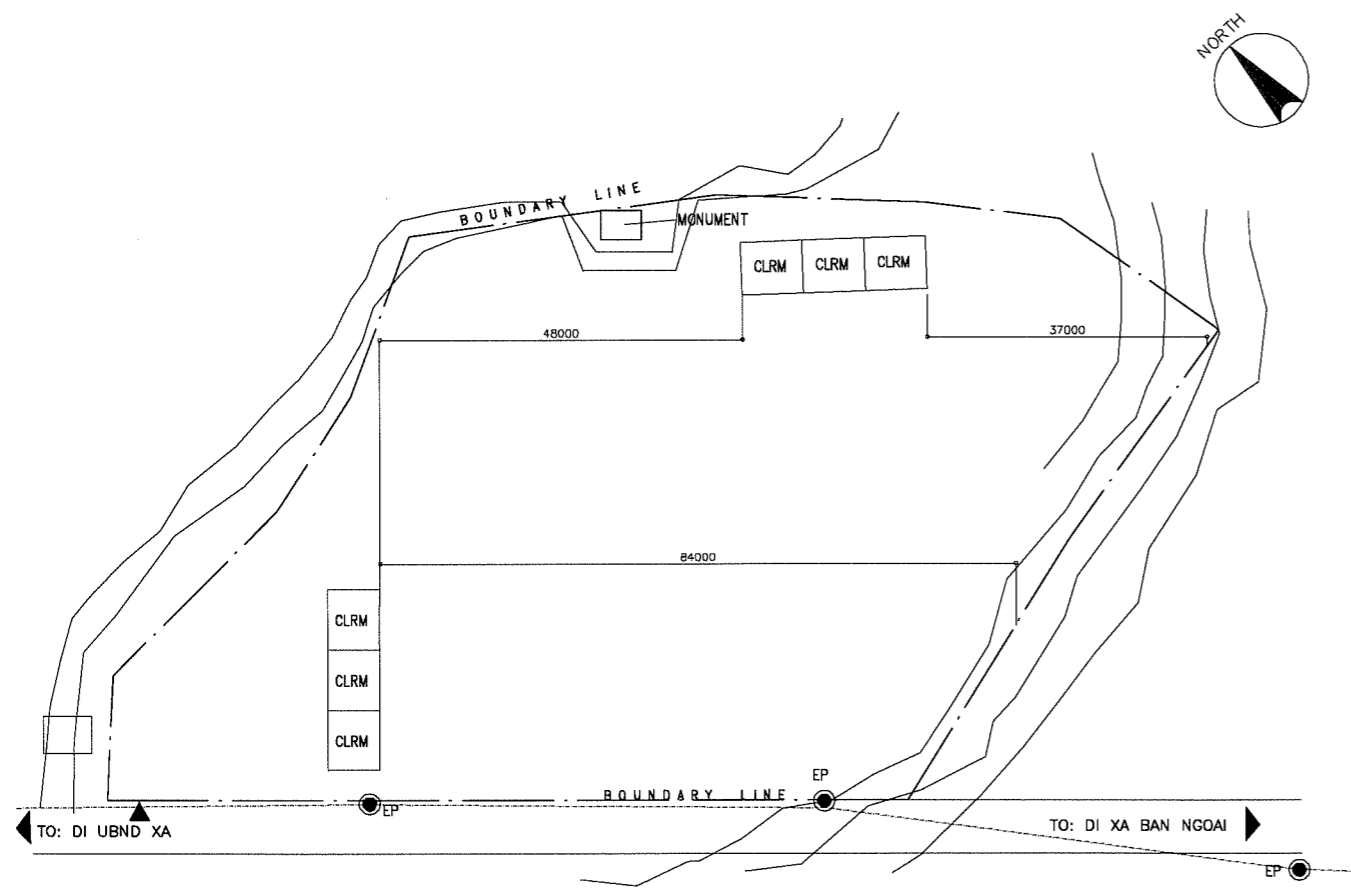 NORTH
BOUNDARY LINE
MONUMENT
CLRM CLRM CLRM
48000
37000
84000
CLRM
CLRM
CLRM
EP
BOUNDARY LINE
EP
TO: DI UBND XA
TO: DI XA BAN NGOAI
EP